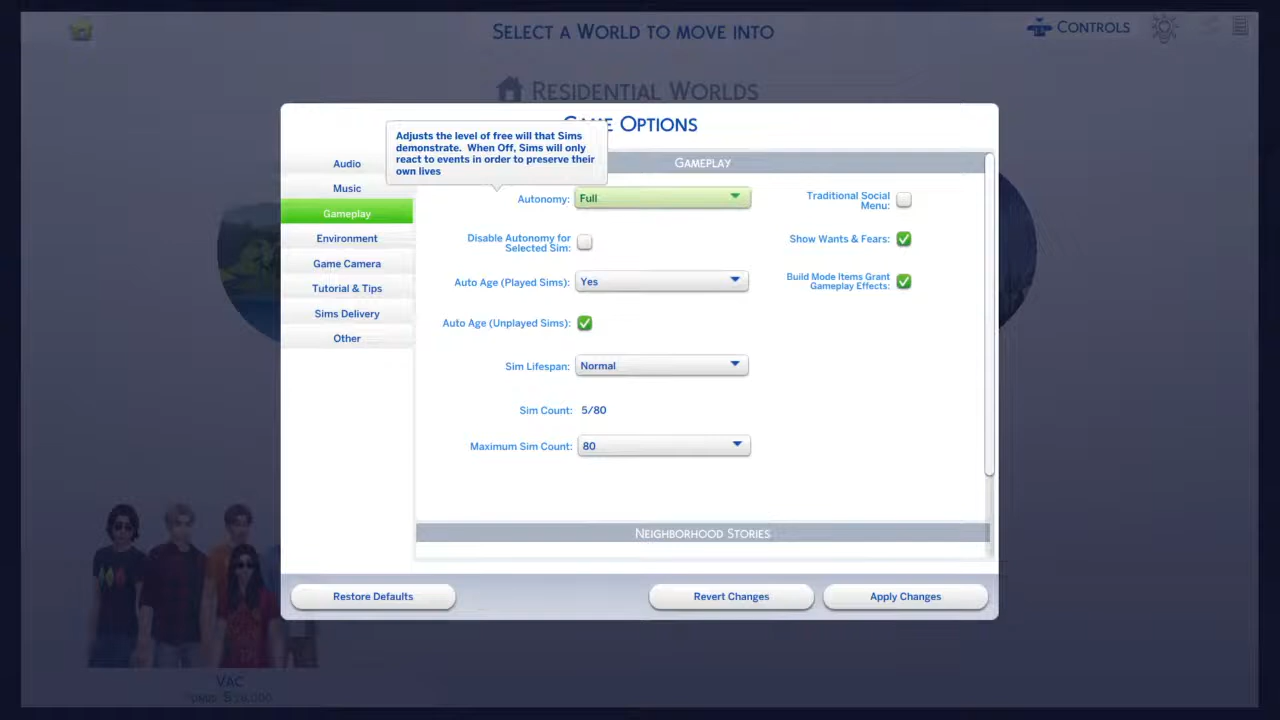 SELECT A WORLD TO MOVE INTO
CONTROLS
RESIDENTIAL WORLDS
OPTIONS
Adjusts the level of free will that Sims
demonstrate. When Off, Sims will only
react to events in order to preserve their
own lives
Audio
Music
Gameplay
Environment
Game Camera
Tutorial & Tips
Sims Delivery
Other
GAMEPLAY
Autonomy: Full
Disable Autonomy for
Selected Sim:
Auto Age (Played Sims): Yes
Auto Age (Unplayed Sims):
Sim Lifespan: Normal
Sim Count: 5/80
Maximum Sim Count: 80
Traditional Social
Menu:
Show Wants & Fears:
Build Mode Items Grant
Gameplay Effects:
NEIGHBORHOOD STORIES
Restore Defaults
Revert Changes
Apply Changes
VAC